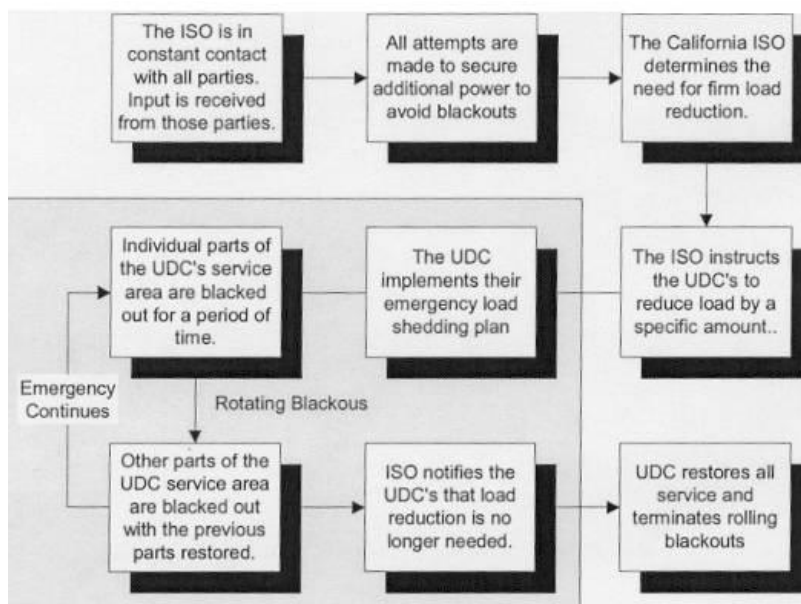 The ISO is in
constant contact
with all parties.
Input is received
from those parties.
All attempts are
made to secure
additional power to
avoid blackouts
The California ISO
determines the
need for firm load
reduction.
The ISO instructs
the UDC's to
reduce load by a
specific amount..
The UDC
implements their
emergency load
shedding plan
Individual parts of
the UDC's service
area are blacked
out for a period of
time.
Emergency
Continues
Rotating Blackous
Other parts of the
UDC service area
are blacked out
with the previous
parts restored.
ISO notifies the
UDC's that load
reduction is no
longer needed.
UDC restores all
service and
terminates rolling
blackouts